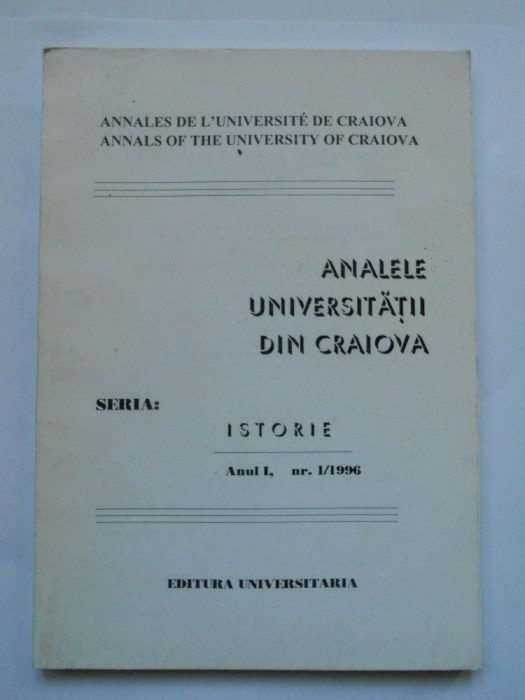 ANNALES DE L'UNIVERSITÉ DE CRAIOVA
ANNALS OF THE UNIVERSITY OF CRAIOVA
ANALELE
UNIVERSITĂŢII
DIN CRAIOVA
SERIA:
ISTORIE
Anul I, nr. 1/1996
EDITURA UNIVERSITARIA